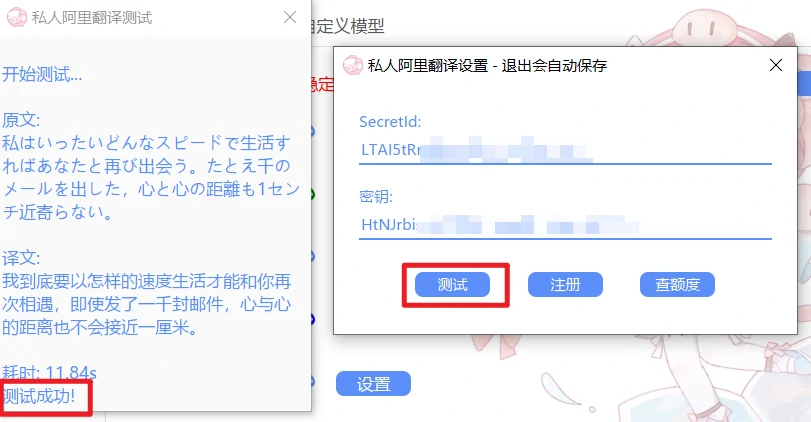 私人阿里翻译测试
开始测试...
原文:
私はいったいどんなスピードで生活す
ればあなたと再び出会う。たとえ千の
メールを出した，心と心の距離も1セン
チ近寄らない。
译文:
我到底要以怎样的速度生活才能和你再
次相遇，即使发了一千封邮件，心与心
的距离也不会接近一厘米。
耗时: 11.84s
测试成功!
自定义模型
稳定
私人阿里翻译设置 - 退出会自动保存
SecretId:
LTAI5tRr
密钥:
HtNJrbi
测试
注册
查额度
设置